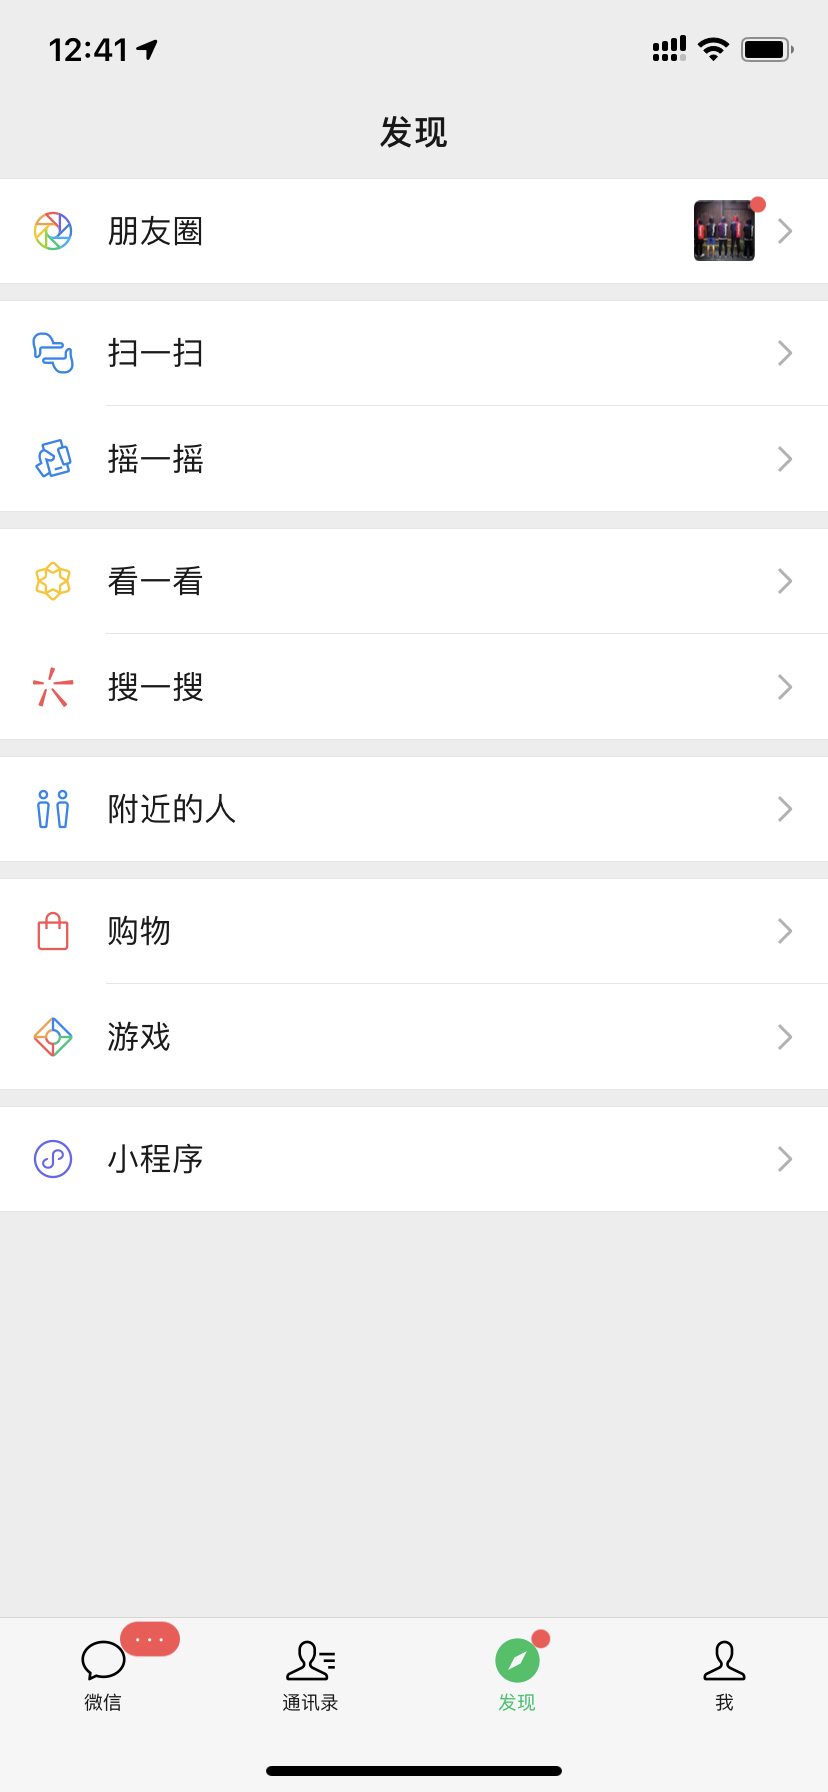 12:41
发现
朋友圈
扫一扫
摇一摇
看一看
搜一搜
附近的人
购物
游戏
小程序
微信
通讯录
发现
我